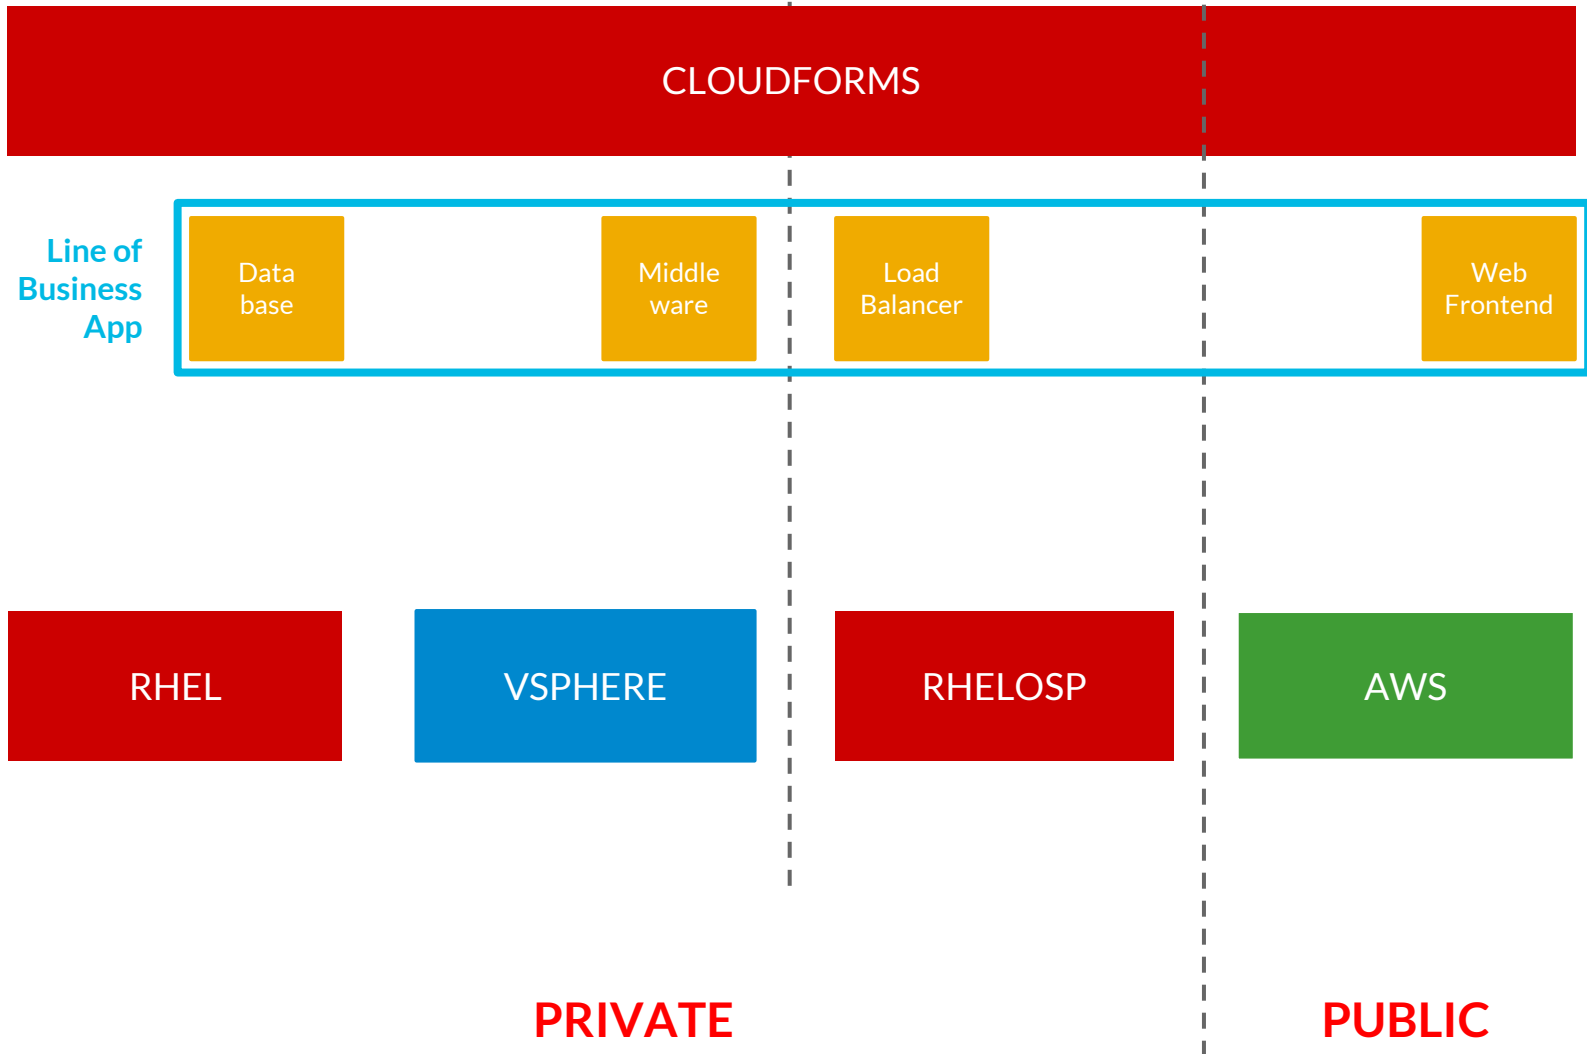 CLOUDFORMS
Line of
Business
App
Data
base
Middle
ware
Load
Balancer
Web
Frontend
RHEL
VSPHERE
RHELOSP
AWS
PRIVATE
PUBLIC